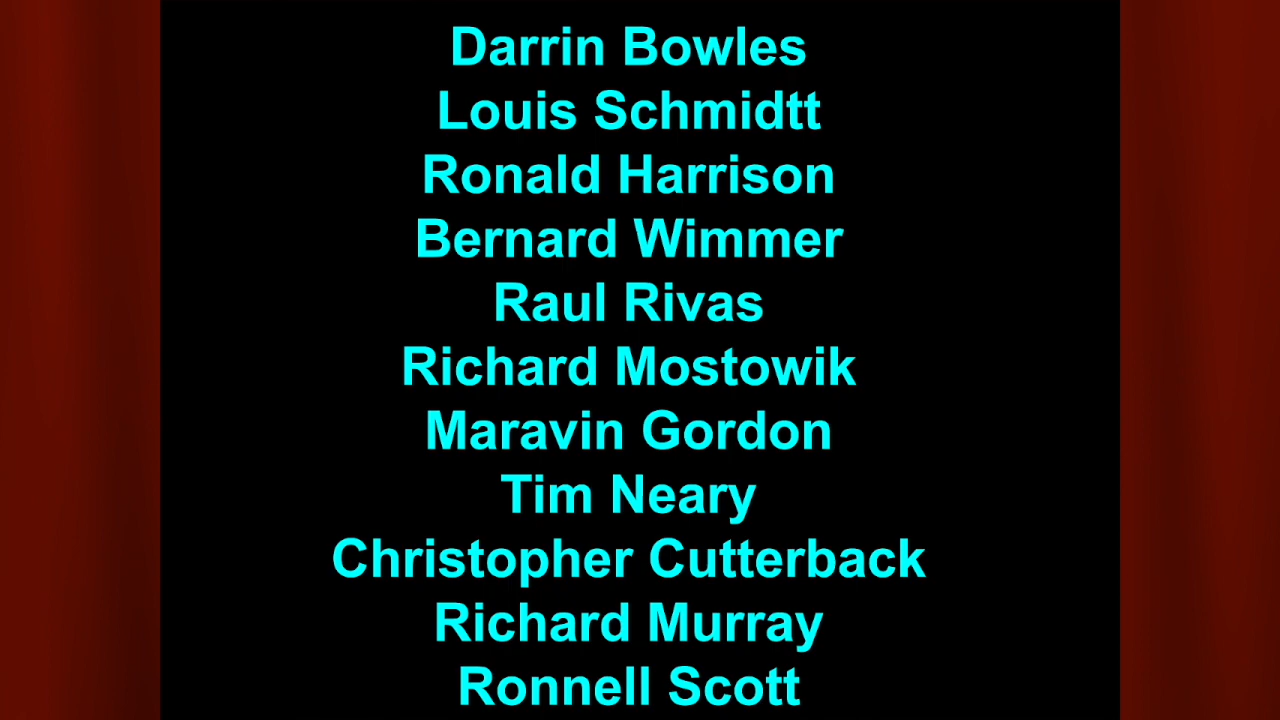 Darrin Bowles
Louis Schmidtt
Ronald Harrison
Bernard Wimmer
Raul Rivas
Richard Mostowik
Maravin Gordon
Tim Neary
Christopher Cutterback
Richard Murray
Ronnell Scott